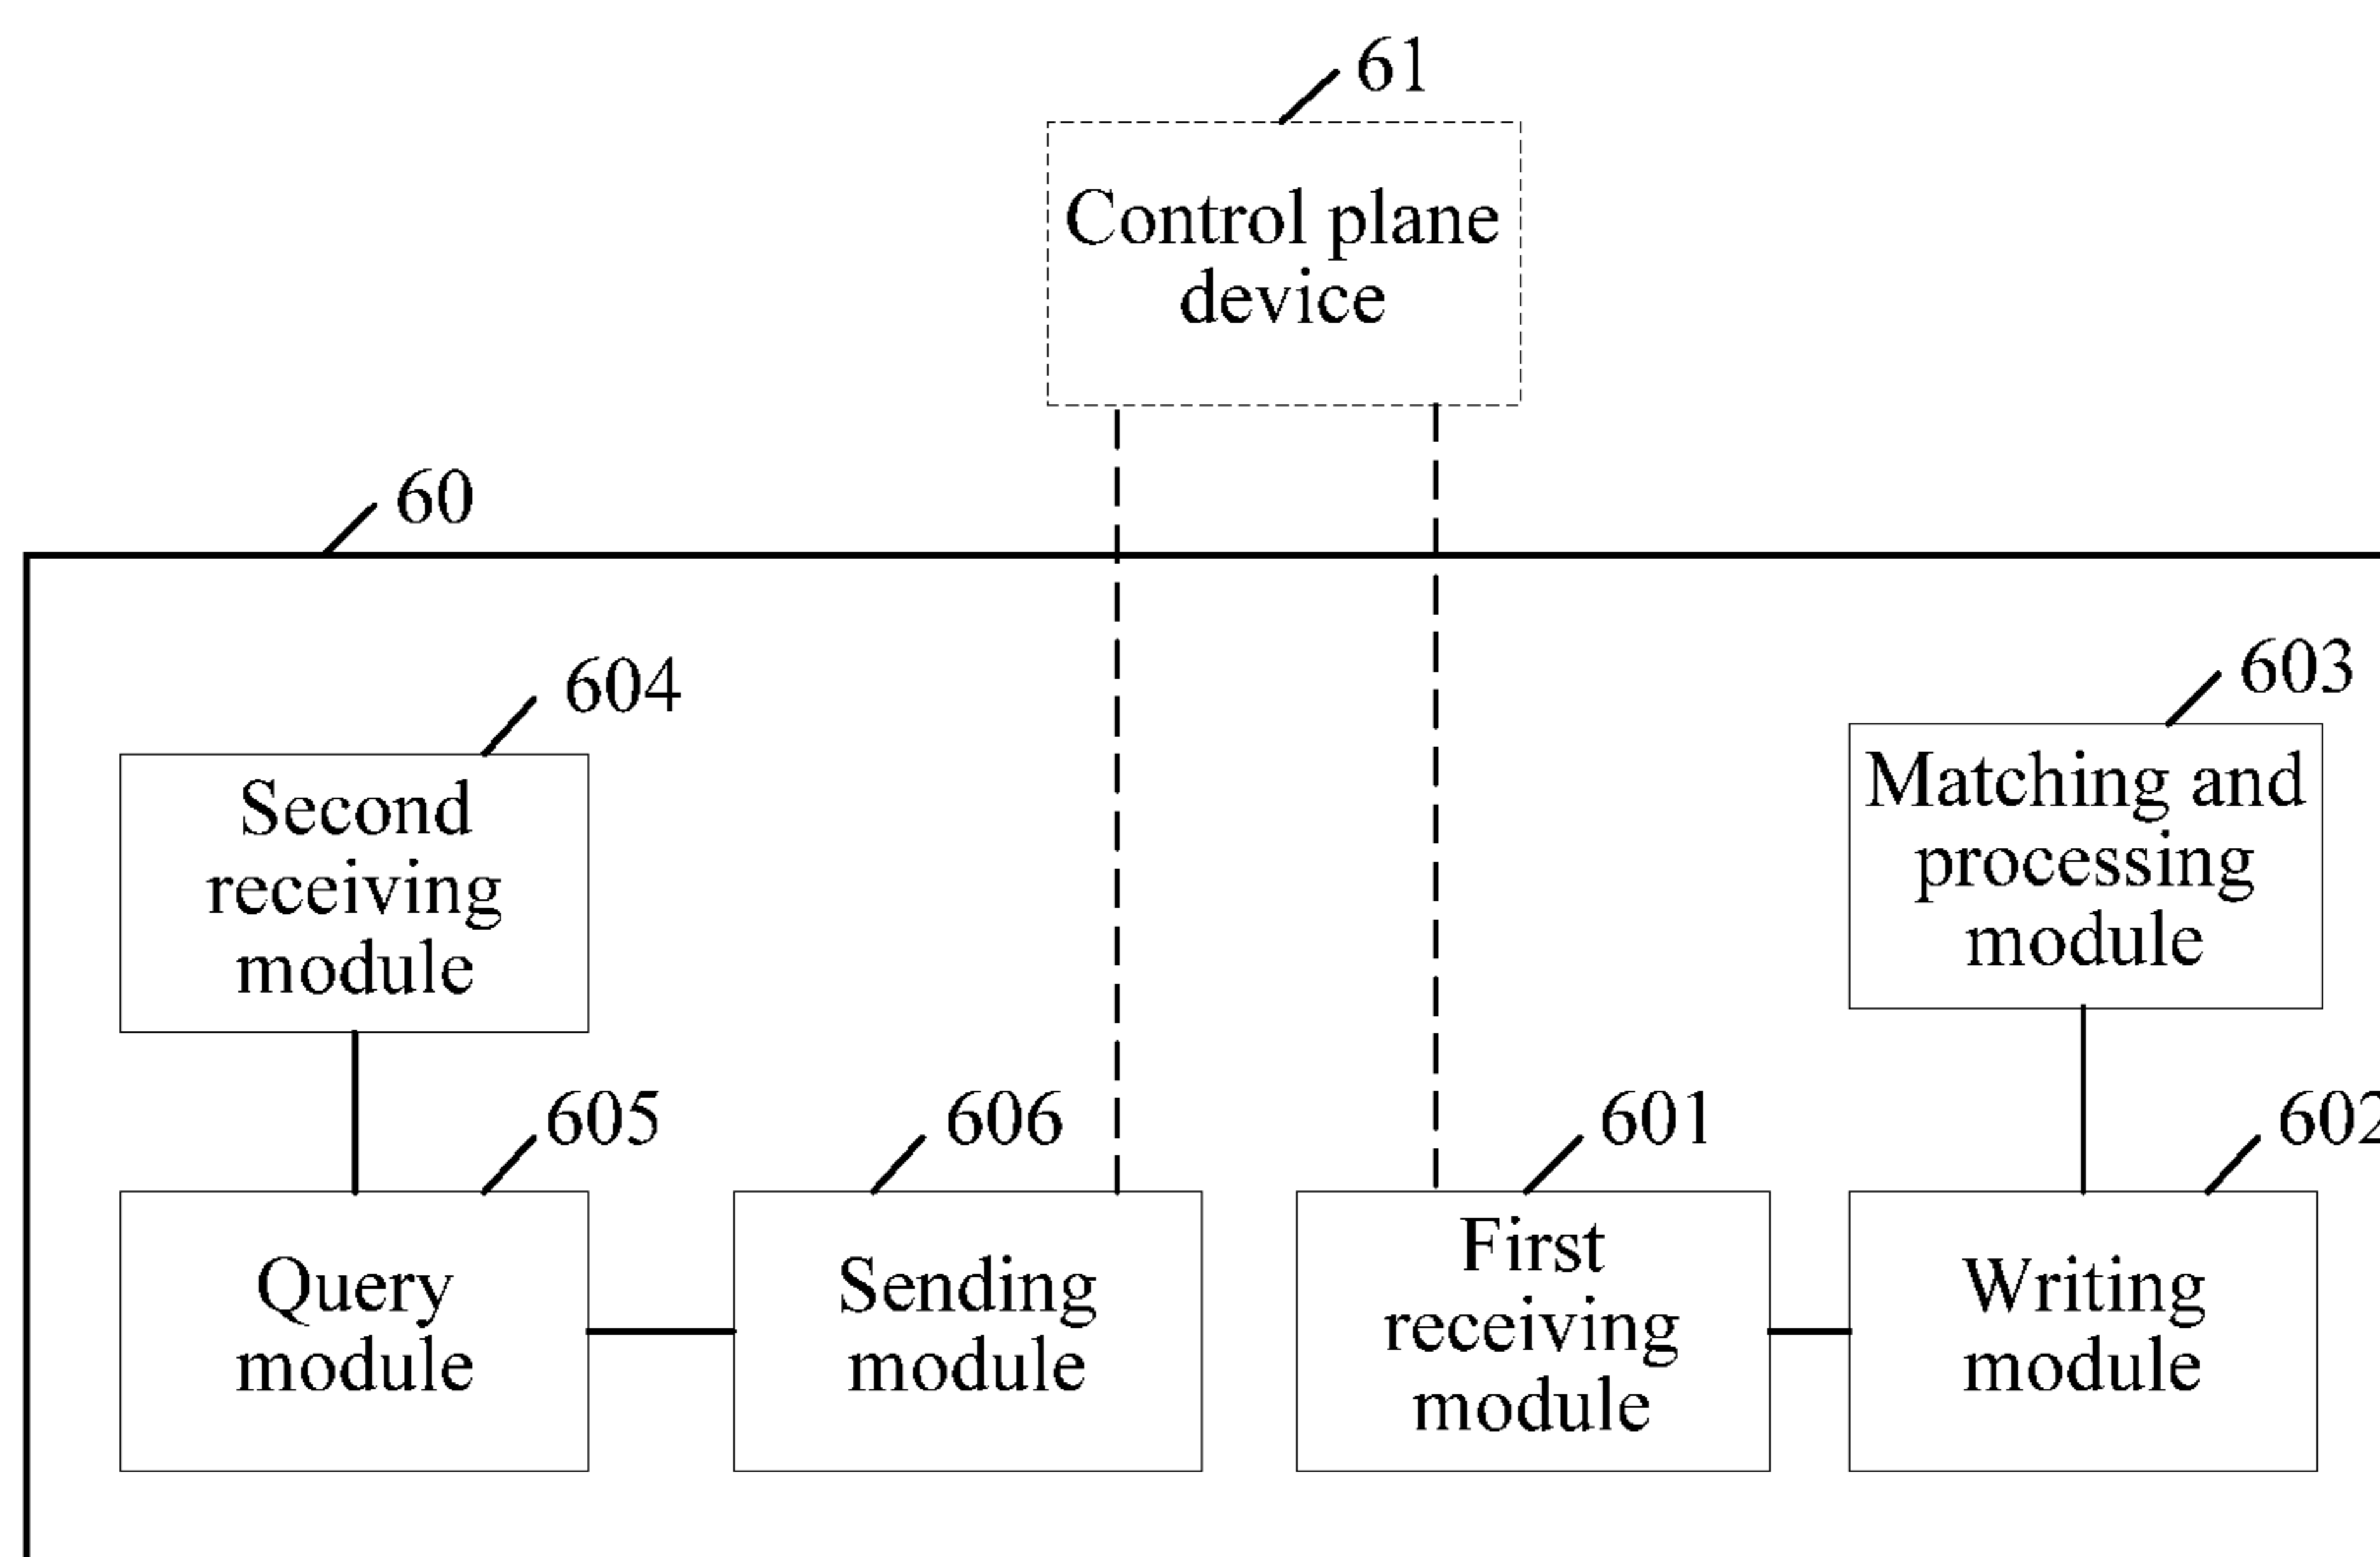 61
Control plane
device
60
604
Second
receiving
module
603
Matching and
processing
module
605
Query
module
606
Sending
module
601
First
receiving
module
602
Writing
module